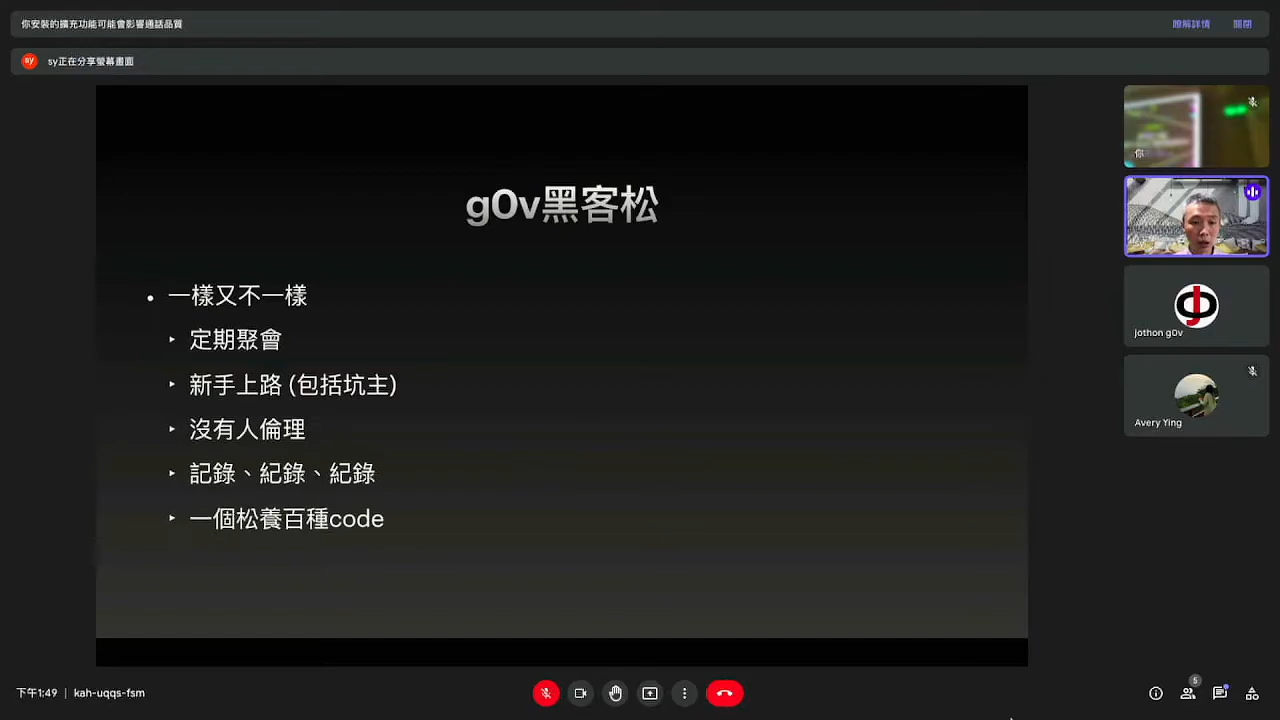 你安裝的擴充功能可能會影響通話品質
瞭解詳情
關閉
sy
sy正在分享螢幕畫面
g0v黑客松
• 一樣又不一樣
‣ 定期聚會
‣ 新手上路 (包括坑主)
‣ 沒有人倫理
‣ 記錄、紀錄、紀錄
‣ 一個松養百種code
你
jothon g0v
Avery Ying
下午1:49 | kah-uqqs-fsm
5